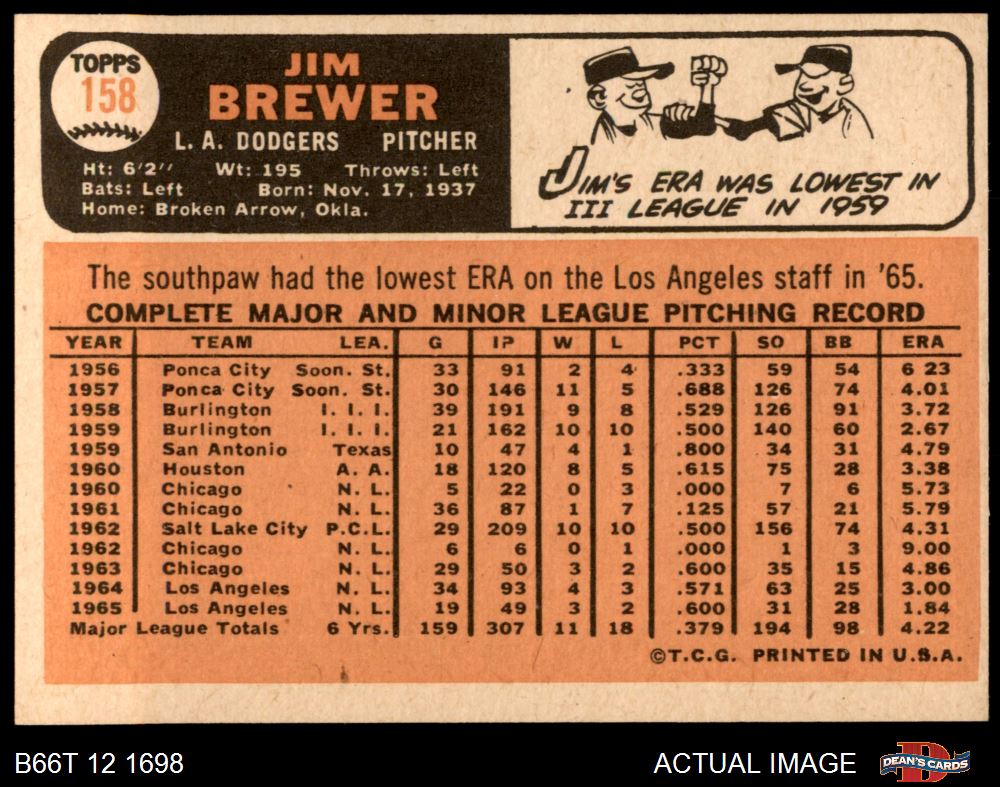 TOPPS
158
JIM
BREWER
L. A. DODGERS PITCHER
Ht: 6'2" Wt: 195 Throws: Left
Bats: Left Born: Nov. 17, 1937
Home: Broken Arrow, Okla.
JIM'S ERA WAS LOWEST IN
III LEAGUE IN 1959
The southpaw had the lowest ERA on the Los Angeles staff in '65.
COMPLETE MAJOR AND MINOR LEAGUE PITCHING RECORD
YEAR TEAM LEA. G IP W L PCT SO BB ERA
1956 Ponca City Soon. St. 33 91 2 4 .333 59 54 6 23
1957 Ponca City Soon. St. 30 146 11 5 .688 126 74 4.01
1958 Burlington I. I. I. 39 191 9 8 .529 126 91 3.72
1959 Burlington I. I. I. 21 162 10 10 .500 140 60 2.67
1959 San Antonio Texas 10 47 4 1 .800 34 31 4.79
1960 Houston A. A. 18 120 8 5 .615 75 28 3.38
1960 Chicago N. L. 5 22 0 3 .000 7 6 5.73
1961 Chicago N. L. 36 87 1 7 .125 57 21 5.79
1962 Salt Lake City P.C.L. 29 209 10 10 .500 156 74 4.31
1962 Chicago N. L. 6 6 0 1 .000 1 3 9.00
1963 Chicago N. L. 29 50 3 2 .600 35 15 4.86
1964 Los Angeles N. L. 34 93 4 3 .571 63 25 3.00
1965 Los Angeles N. L. 19 49 3 2 .600 31 28 1.84
Major League Totals 6 Yrs. 159 307 11 18 .379 194 98 4.22
©T.C.G. PRINTED IN U.S.A.
B66T 12 1698 ACTUAL IMAGE DEAN'S CARDS